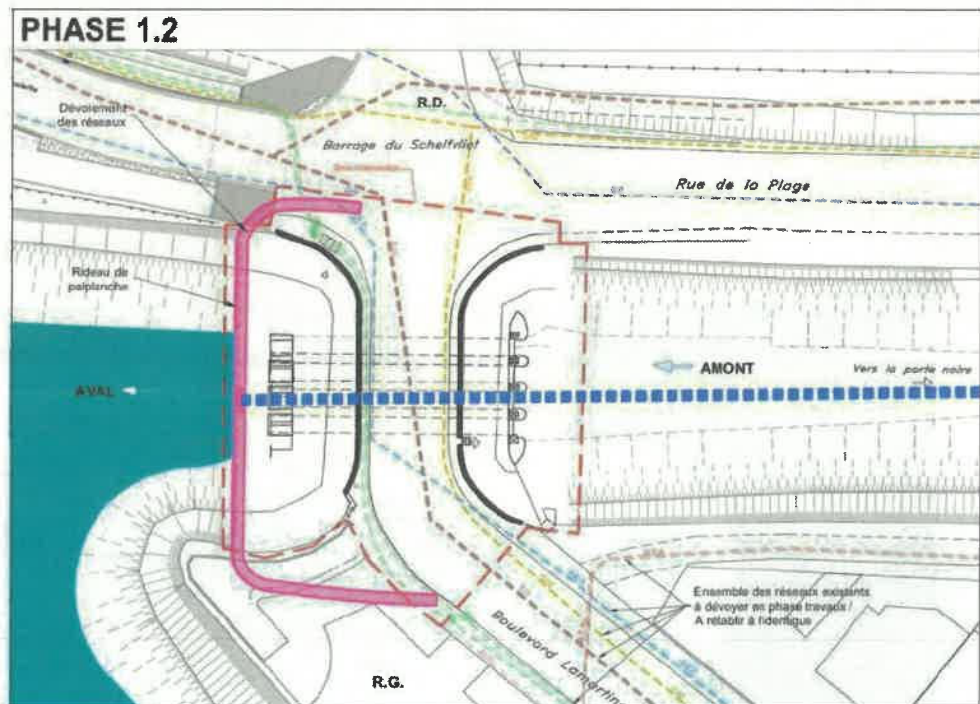 PHASE 1.2
Dévoiement
des réseaux
R.D.
Barrage du Schelfvliet
Rue de la Plage
Rideau de
palplanche
AVAL
AMONT
Vers la porte noire
Ensemble des réseaux existants
à dévoyer en phase travaux /
A rétablir à l'identique
Boulevard Lamartine
R.G.